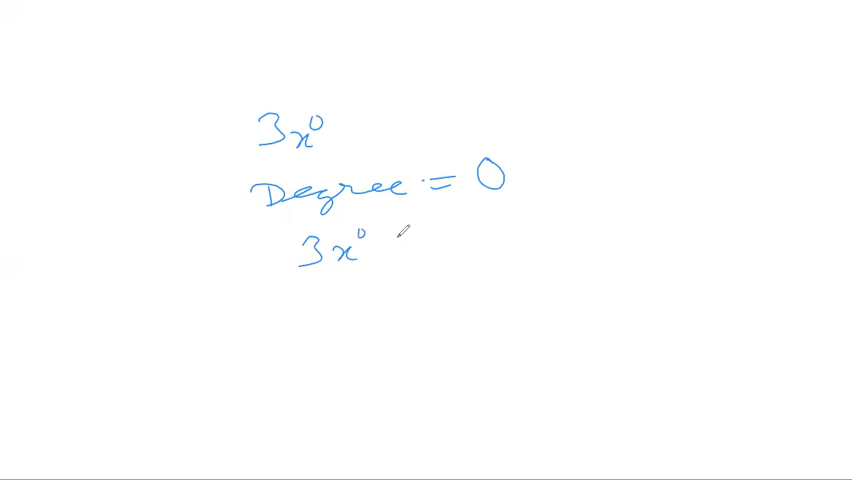 3x⁰
Degree = 0
3x⁰